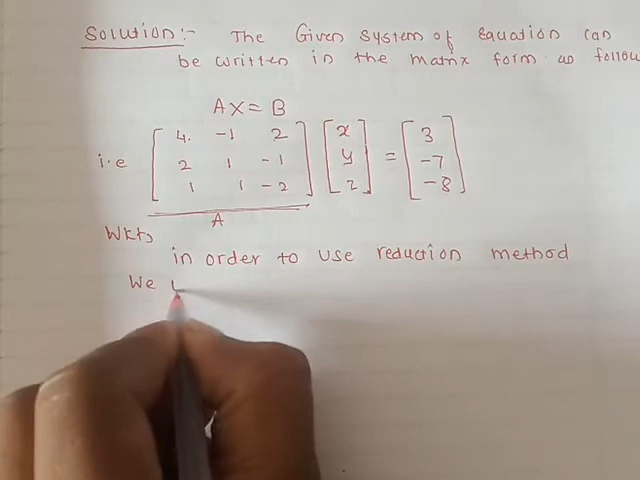 Solution:- The Given system of Equation can
be written in the matrix form as follow
AX = B
i.e [4. -1 2] [x] = [3]
[2 1 -1] [y] [-7]
[1 1 -2] [z] [-8]
A
Wkts
in order to use reduction method
We